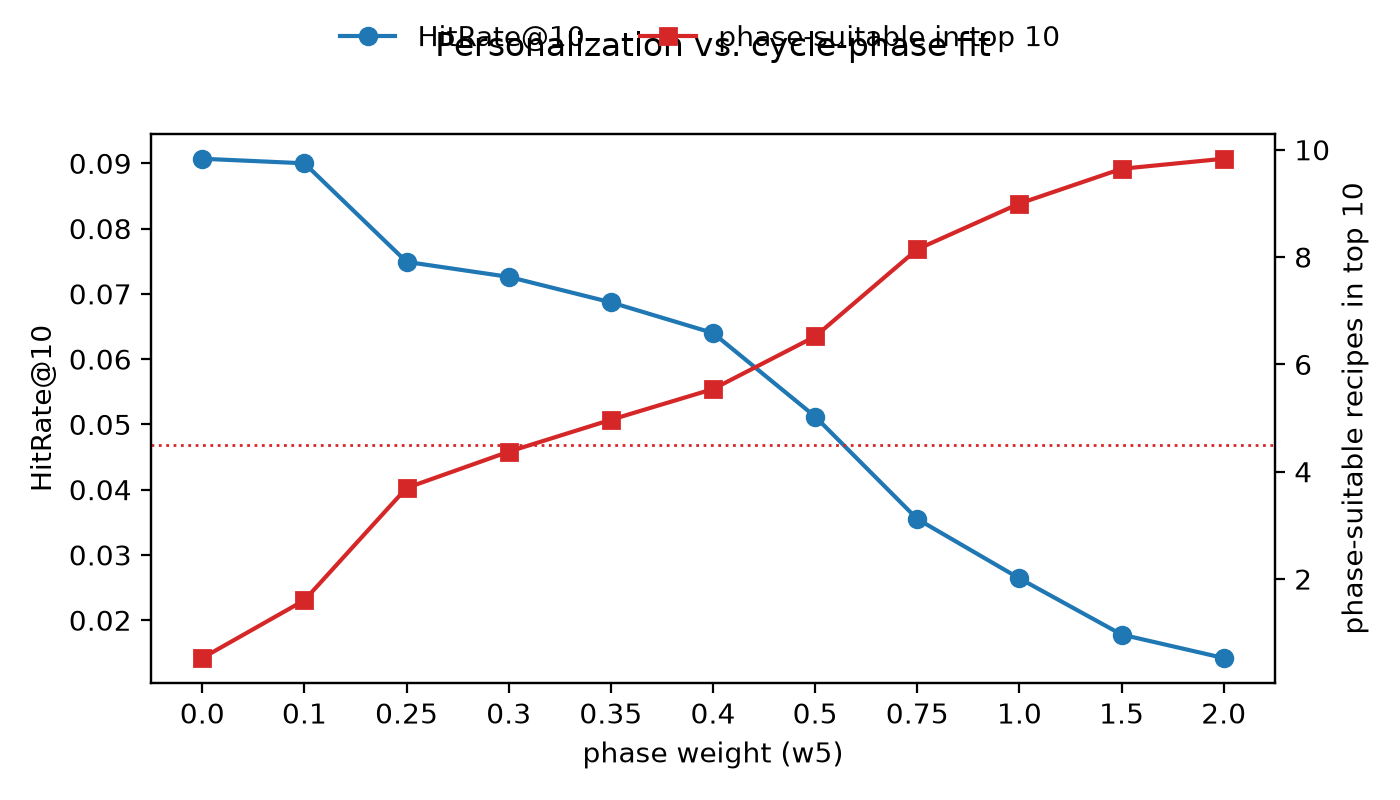 HitRate@10 phase-suitable in top 10
Personalization vs. cycle-phase fit
0.09
0.08
0.07
0.06
0.05
0.04
0.03
0.02
HitRate@10
10
8
6
4
2
phase-suitable recipes in top 10
0.0 0.1 0.25 0.3 0.35 0.4 0.5 0.75 1.0 1.5 2.0
phase weight (w5)